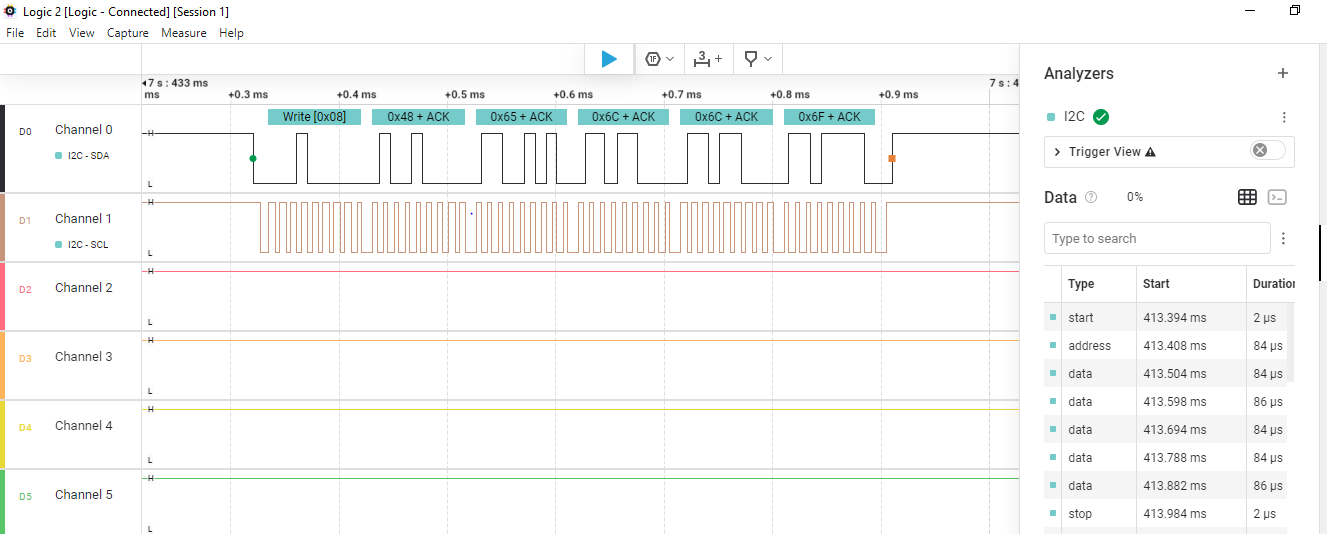 Logic 2 [Logic - Connected] [Session 1]
File Edit View Capture Measure Help
1F 3 +
7 s : 433 ms 7 s : 4
ms +0.3 ms +0.4 ms +0.5 ms +0.6 ms +0.7 ms +0.8 ms +0.9 ms
Write [0x08] 0x48 + ACK 0x65 + ACK 0x6C + ACK 0x6C + ACK 0x6F + ACK
D0 Channel 0 H
I2C - SDA
L
D1 Channel 1 H
I2C - SCL
L
D2 Channel 2 H
L
D3 Channel 3 H
L
D4 Channel 4 H
L
D5 Channel 5 H
L
Analyzers +
I2C
Trigger View
Data ? 0%
Type to search
Type Start Duration
start 413.394 ms 2 µs
address 413.408 ms 84 µs
data 413.504 ms 84 µs
data 413.598 ms 86 µs
data 413.694 ms 84 µs
data 413.788 ms 84 µs
data 413.882 ms 86 µs
stop 413.984 ms 2 µs